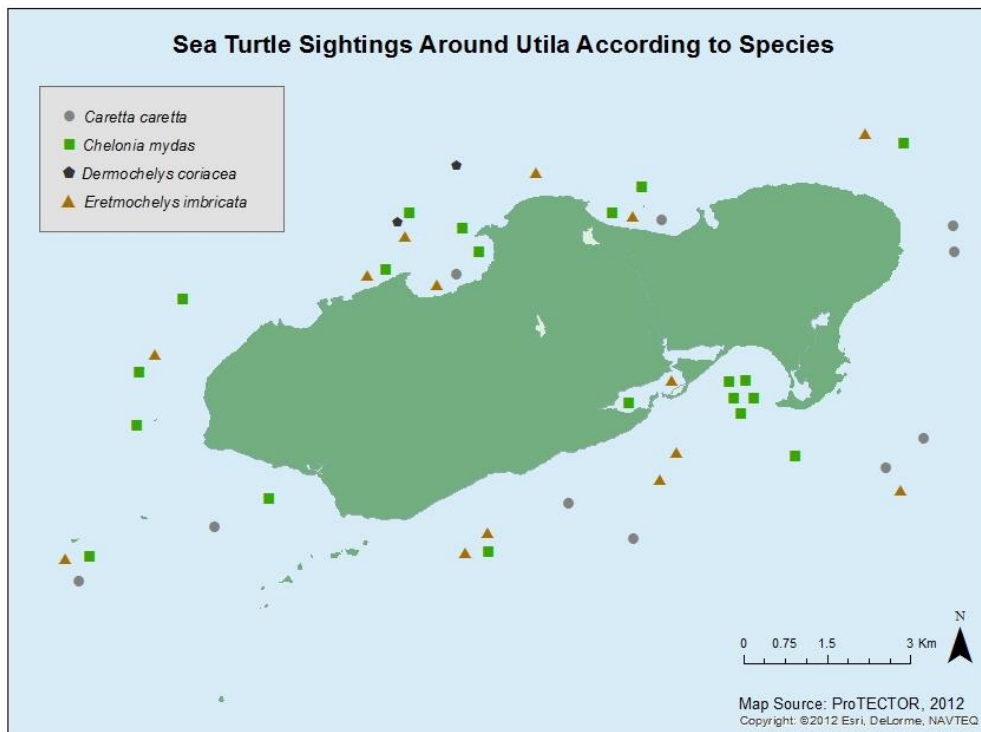 Sea Turtle Sightings Around Utila According to Species
Caretta caretta
Chelonia mydas
Dermochelys coriacea
Eretmochelys imbricata
N
0 0.75 1.5 3 Km
Map Source: ProTECTOR, 2012
Copyright: ©2012 Esri, DeLorme, NAVTEQ